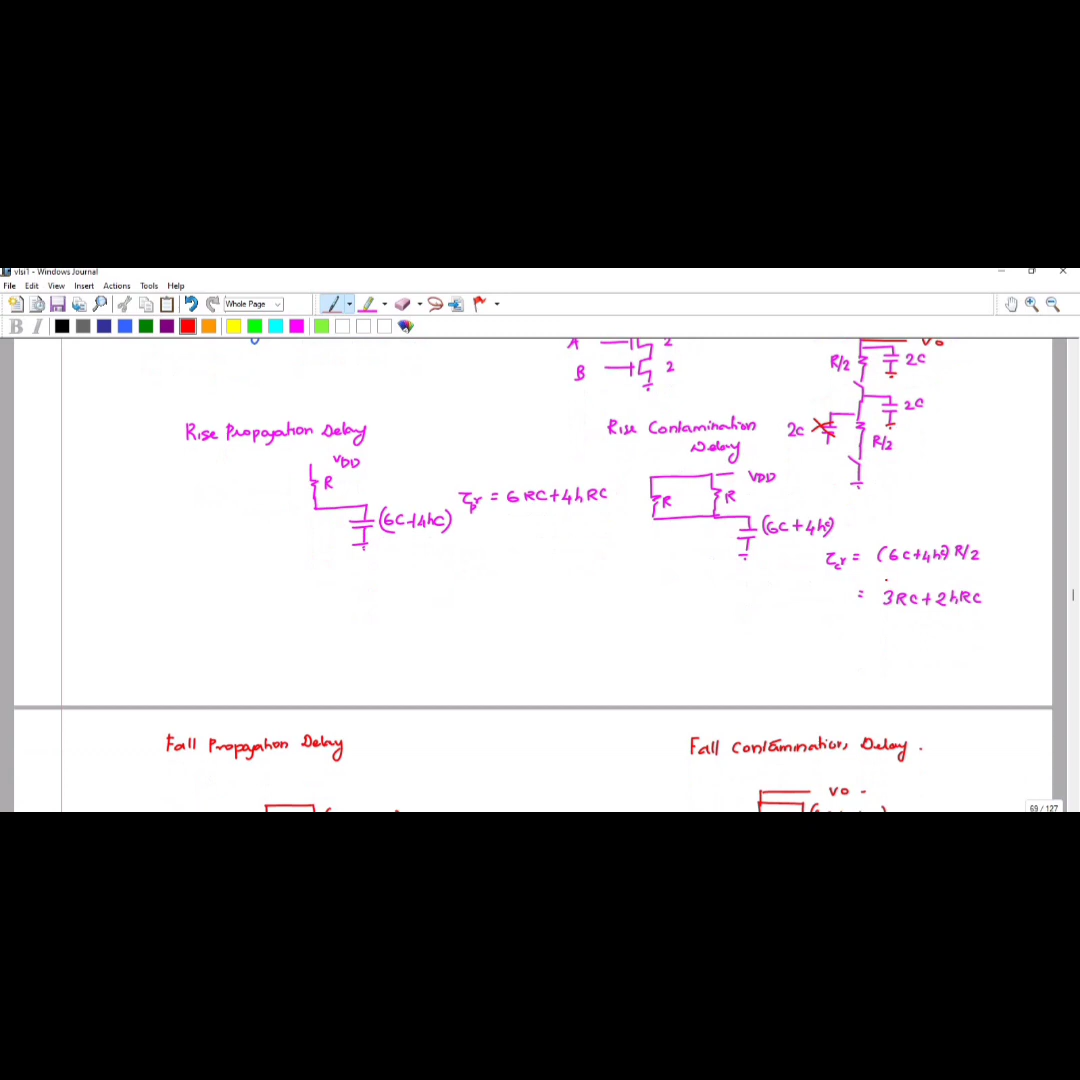 vlsi1 - Windows Journal
File Edit View Insert Actions Tools Help
Whole Page
B I
A 2
B 2
Vo
R/2 2C
2C
2C
R/2
Rise Propagation Delay
VDD
R
(6C+4hC)
τpr = 6RC+4hRC
Rise Contamination
Delay
VDD
R R
(6C+4hC)
τcr = (6C+4hC) R/2
= 3RC+2hRC
Fall Propagation Delay
Fall Contamination Delay.
Vo
69 / 127